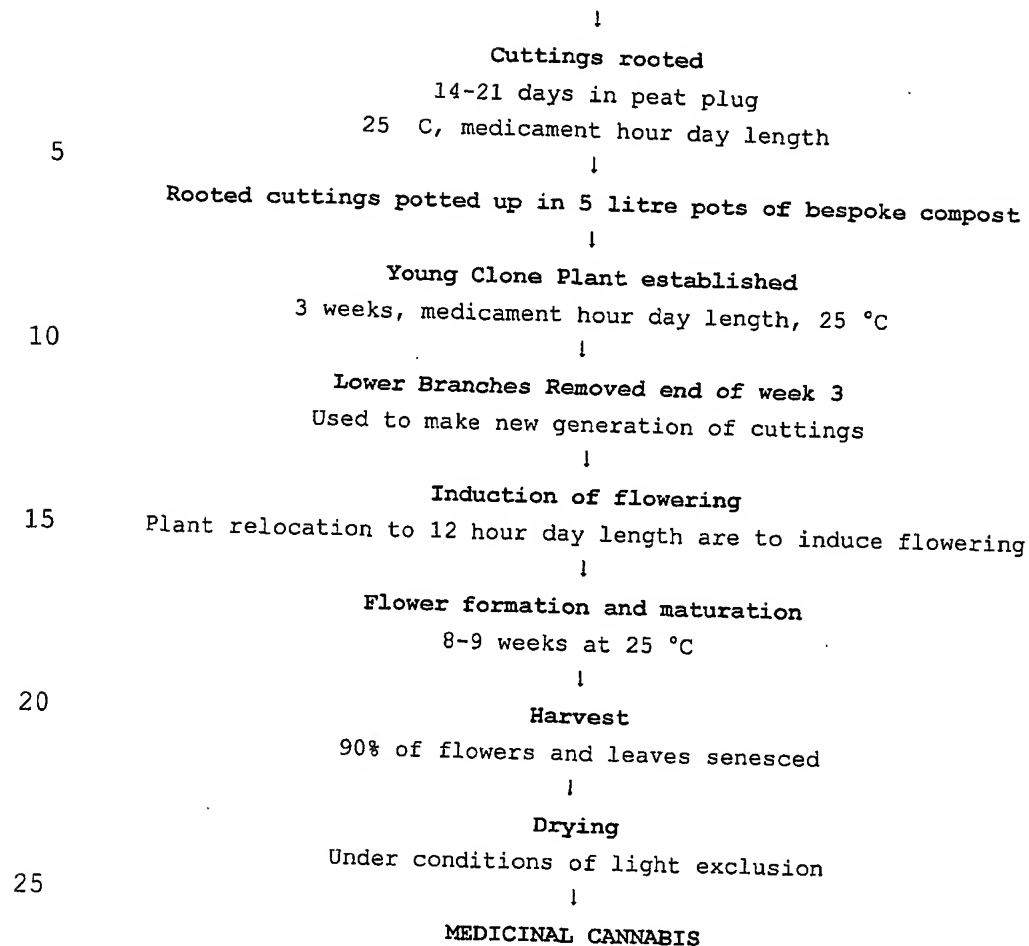 ↓
Cuttings rooted
14-21 days in peat plug
25 C, medicament hour day length
5
↓
Rooted cuttings potted up in 5 litre pots of bespoke compost
↓
Young Clone Plant established
3 weeks, medicament hour day length, 25 °C
10
↓
Lower Branches Removed end of week 3
Used to make new generation of cuttings
↓
Induction of flowering
15
Plant relocation to 12 hour day length are to induce flowering
↓
Flower formation and maturation
8-9 weeks at 25 °C
↓
20
Harvest
90% of flowers and leaves senesced
↓
Drying
Under conditions of light exclusion
25
↓
MEDICINAL CANNABIS